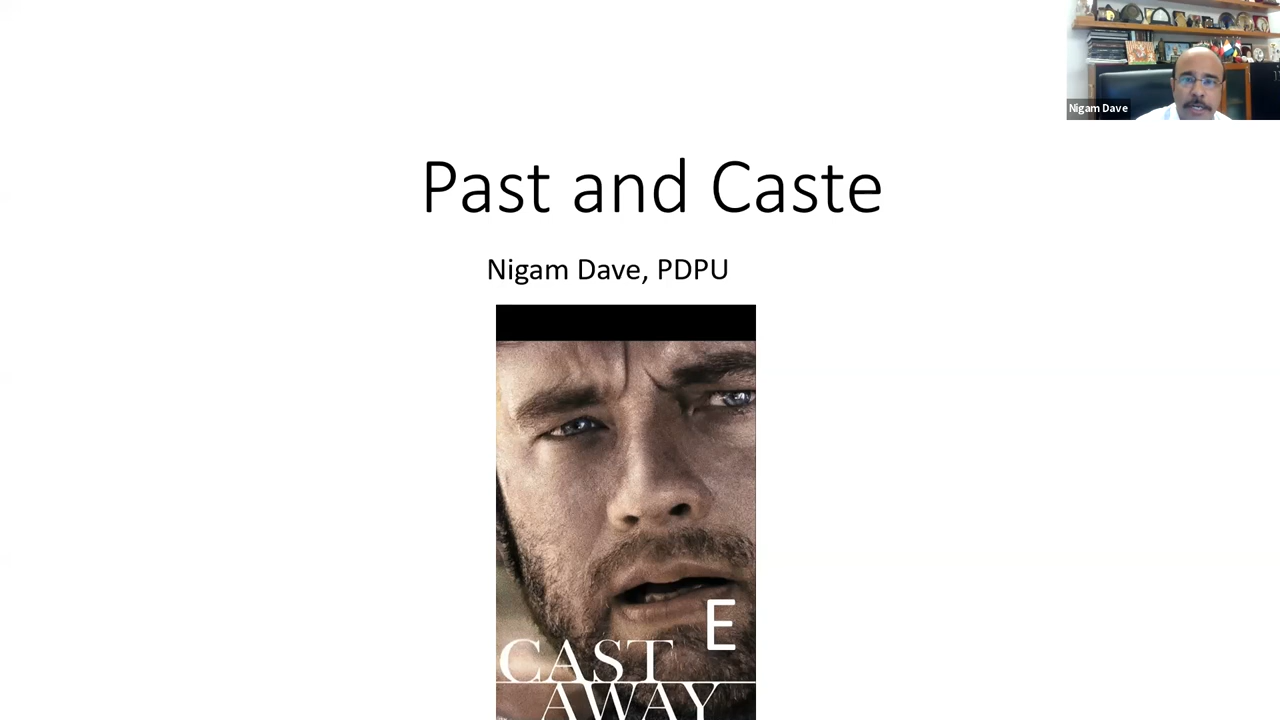 Nigam Dave
Past and Caste
Nigam Dave, PDPU
E
CAST
AWAY